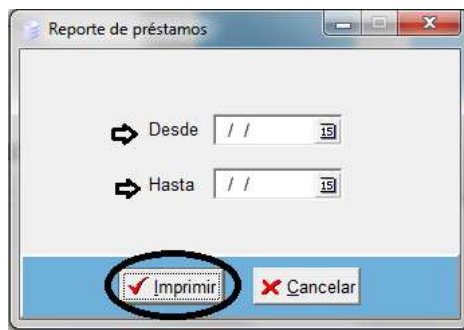 Reporte de préstamos
Desde / / 15
Hasta / / 15
Imprimir Cancelar